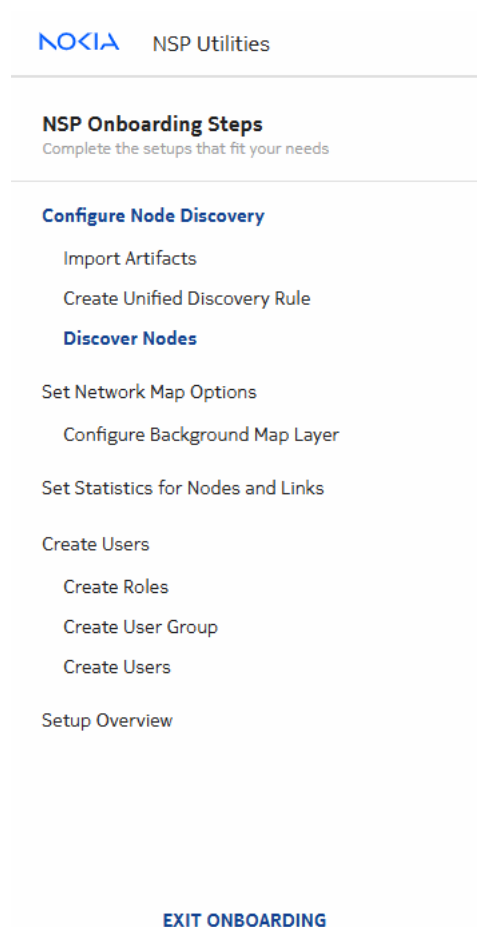 NOKIA NSP Utilities
NSP Onboarding Steps
Complete the setups that fit your needs
Configure Node Discovery
Import Artifacts
Create Unified Discovery Rule
Discover Nodes
Set Network Map Options
Configure Background Map Layer
Set Statistics for Nodes and Links
Create Users
Create Roles
Create User Group
Create Users
Setup Overview
EXIT ONBOARDING